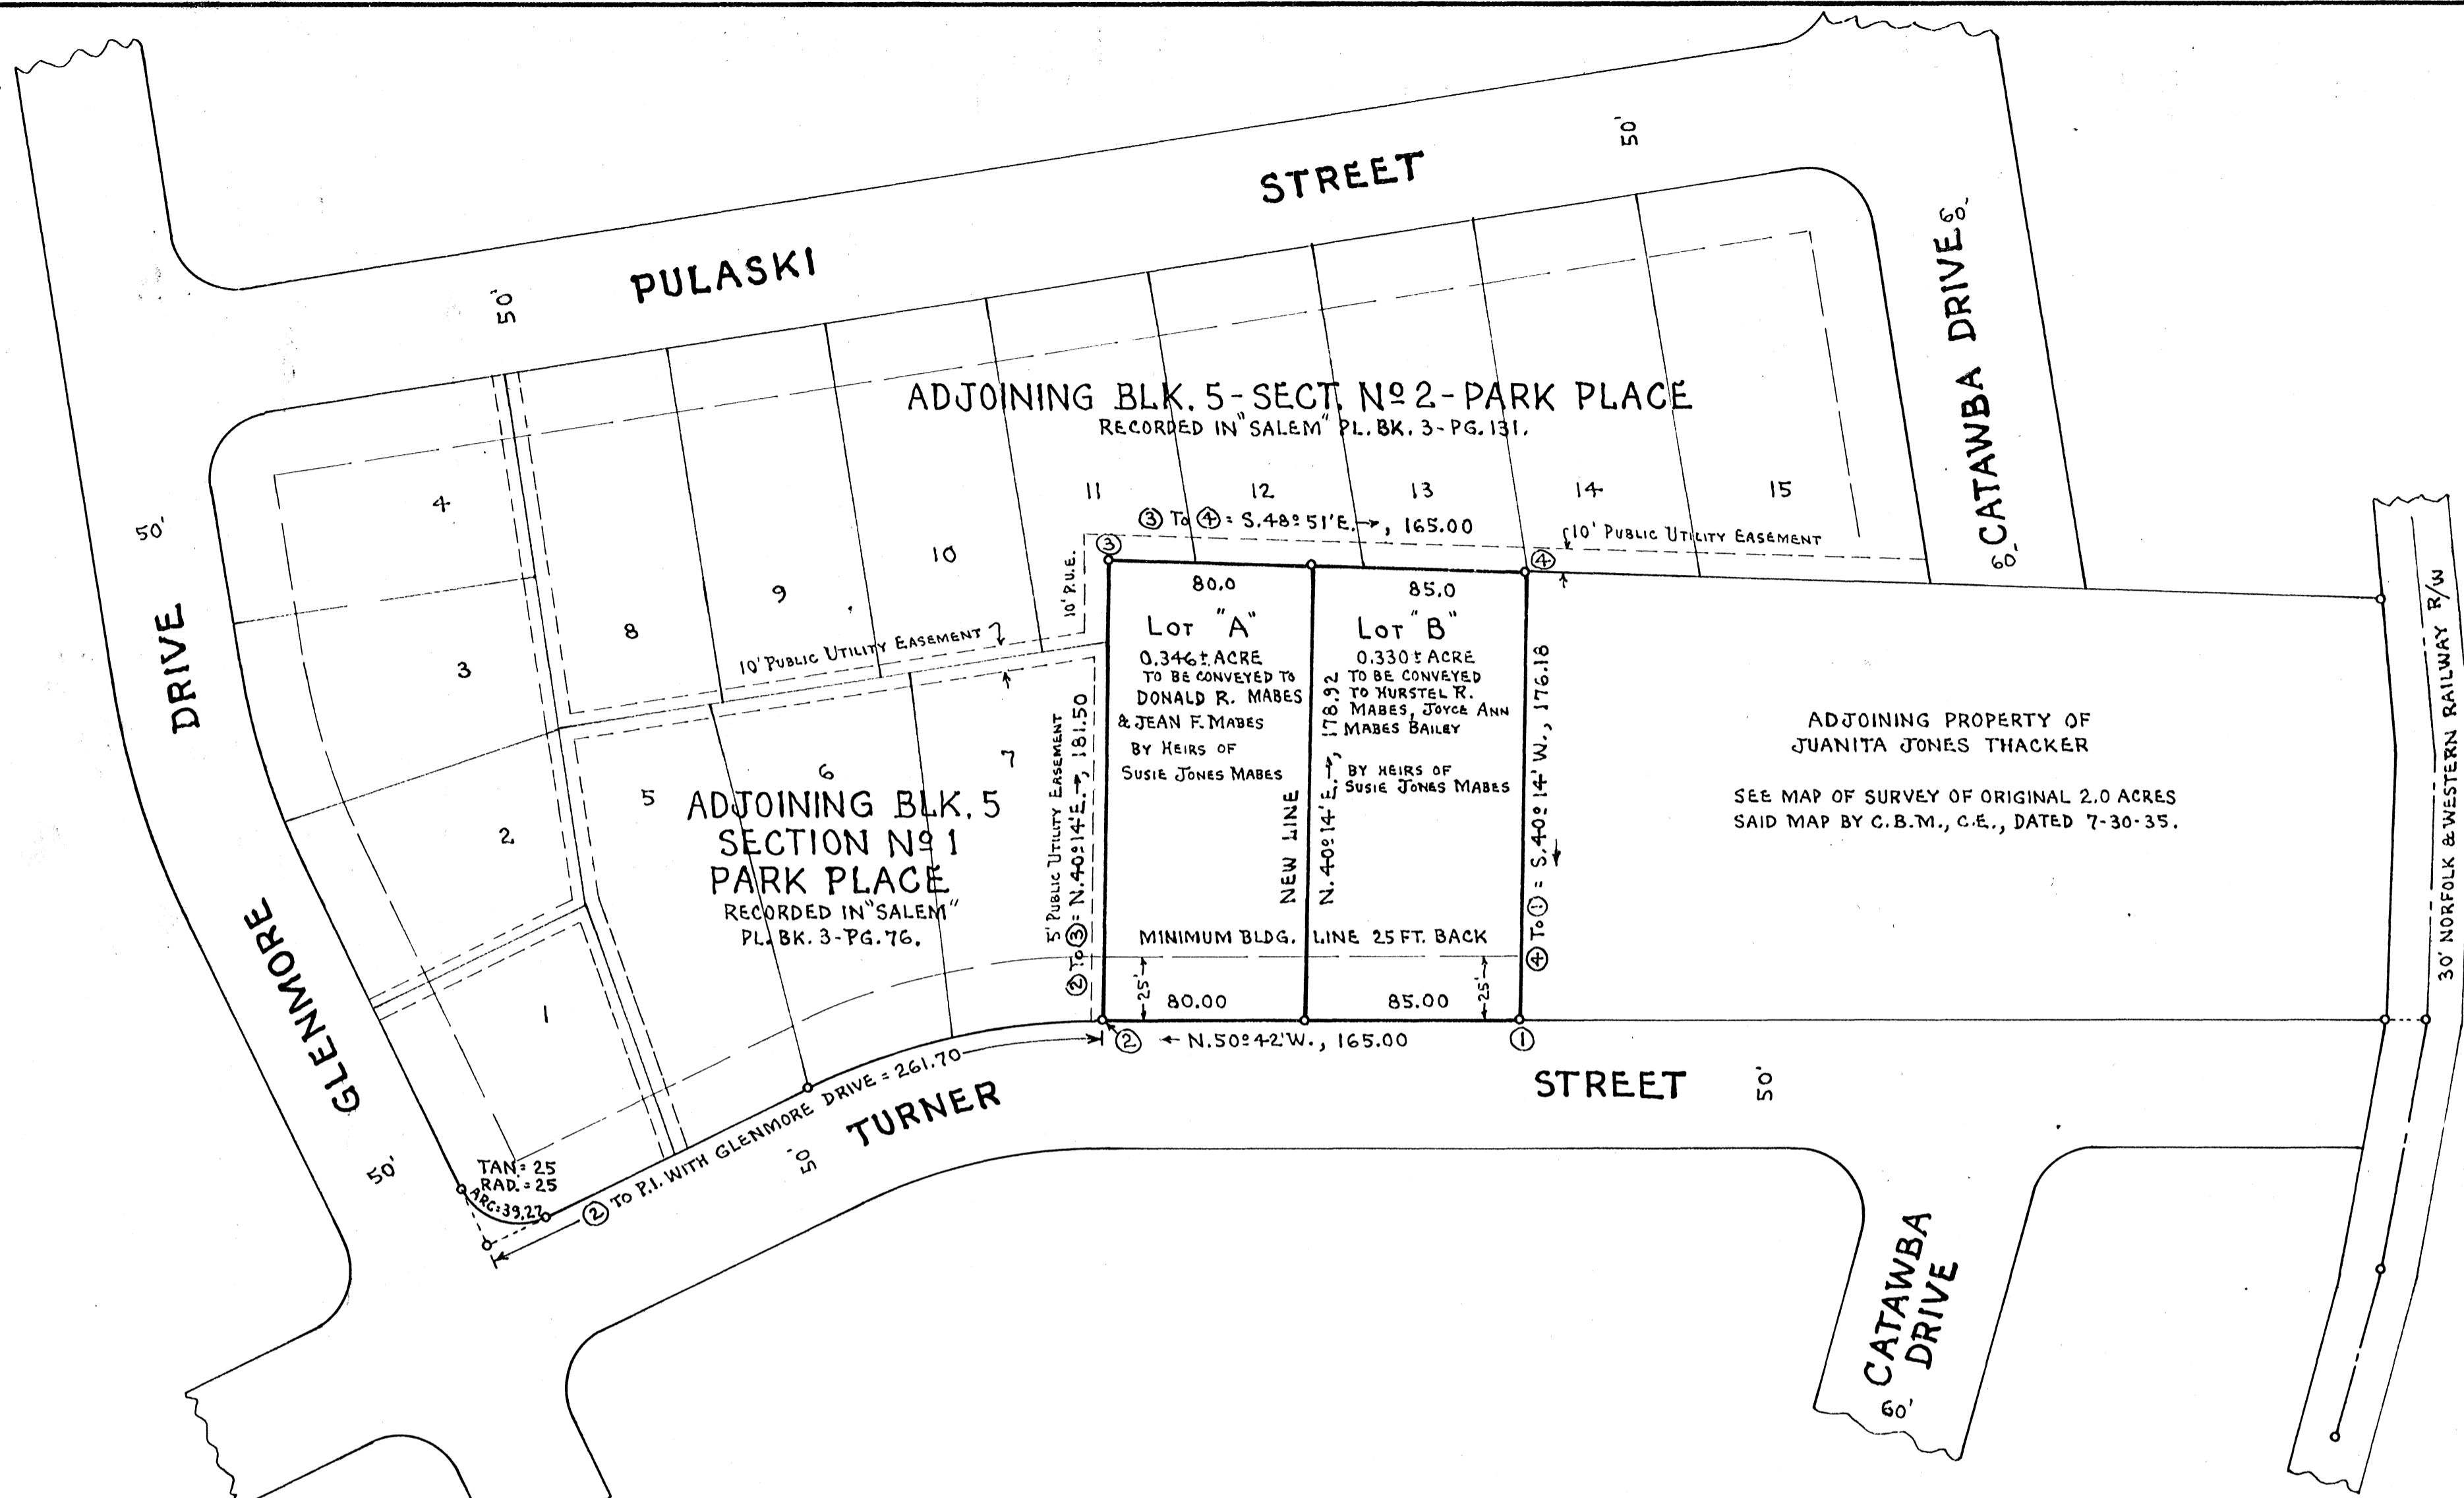 PULASKI STREET
50'
50'
CATAWBA DRIVE
60
60
ADJOINING BLK. 5 - SECT. Nº 2 - PARK PLACE
RECORDED IN "SALEM" PL. BK. 3 - PG. 131.
4
3
2
1
8
9
10
11
12
13
14
15
③ TO ④ = S. 48º 51' E. →, 165.00
10' PUBLIC UTILITY EASEMENT
③
④
10' P.U.E.
10' PUBLIC UTILITY EASEMENT
50'
GLENMORE DRIVE
50'
5
6
7
ADJOINING BLK. 5
SECTION Nº 1
PARK PLACE
RECORDED IN "SALEM"
PL. BK. 3 - PG. 76.
5' PUBLIC UTILITY EASEMENT
② TO ③ = N. 40º 14' E. →, 181.50
80.0
LOT "A"
0.346± ACRE
TO BE CONVEYED TO
DONALD R. MABES
& JEAN F. MABES
BY HEIRS OF
SUSIE JONES MABES
NEW LINE
N. 40º 14' E. →, 178.92
85.0
LOT "B"
0.330± ACRE
TO BE CONVEYED
TO HURSTEL R.
MABES, JOYCE ANN
MABES BAILEY
BY HEIRS OF
SUSIE JONES MABES
④ TO ① = S. 40º 14' W., 176.18
MINIMUM BLDG. LINE 25 FT. BACK
25'
25'
80.00
85.00
②
← N. 50º 42' W., 165.00
①
ADJOINING PROPERTY OF
JUANITA JONES THACKER
SEE MAP OF SURVEY OF ORIGINAL 2.0 ACRES
SAID MAP BY C.B.M., C.E., DATED 7-30-35.
30' NORFOLK & WESTERN RAILWAY R/W
TAN. = 25
RAD. = 25
ARC = 39.27
② TO P.I. WITH GLENMORE DRIVE = 261.70
50'
TURNER STREET
50'
CATAWBA
DRIVE
60'